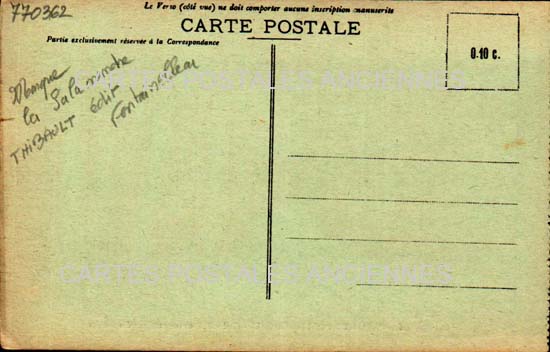 770362
Le Verso (côté vue) ne doit comporter aucune inscription manuscrite
CARTE POSTALE
Partie exclusivement réservée à la Correspondance
0.10 c.
Marque
la Salamandre
THIBAULT édit
Fontainebleau
CARTES POSTALES ANCIENNES
CARTES POSTALES ANCIENNES